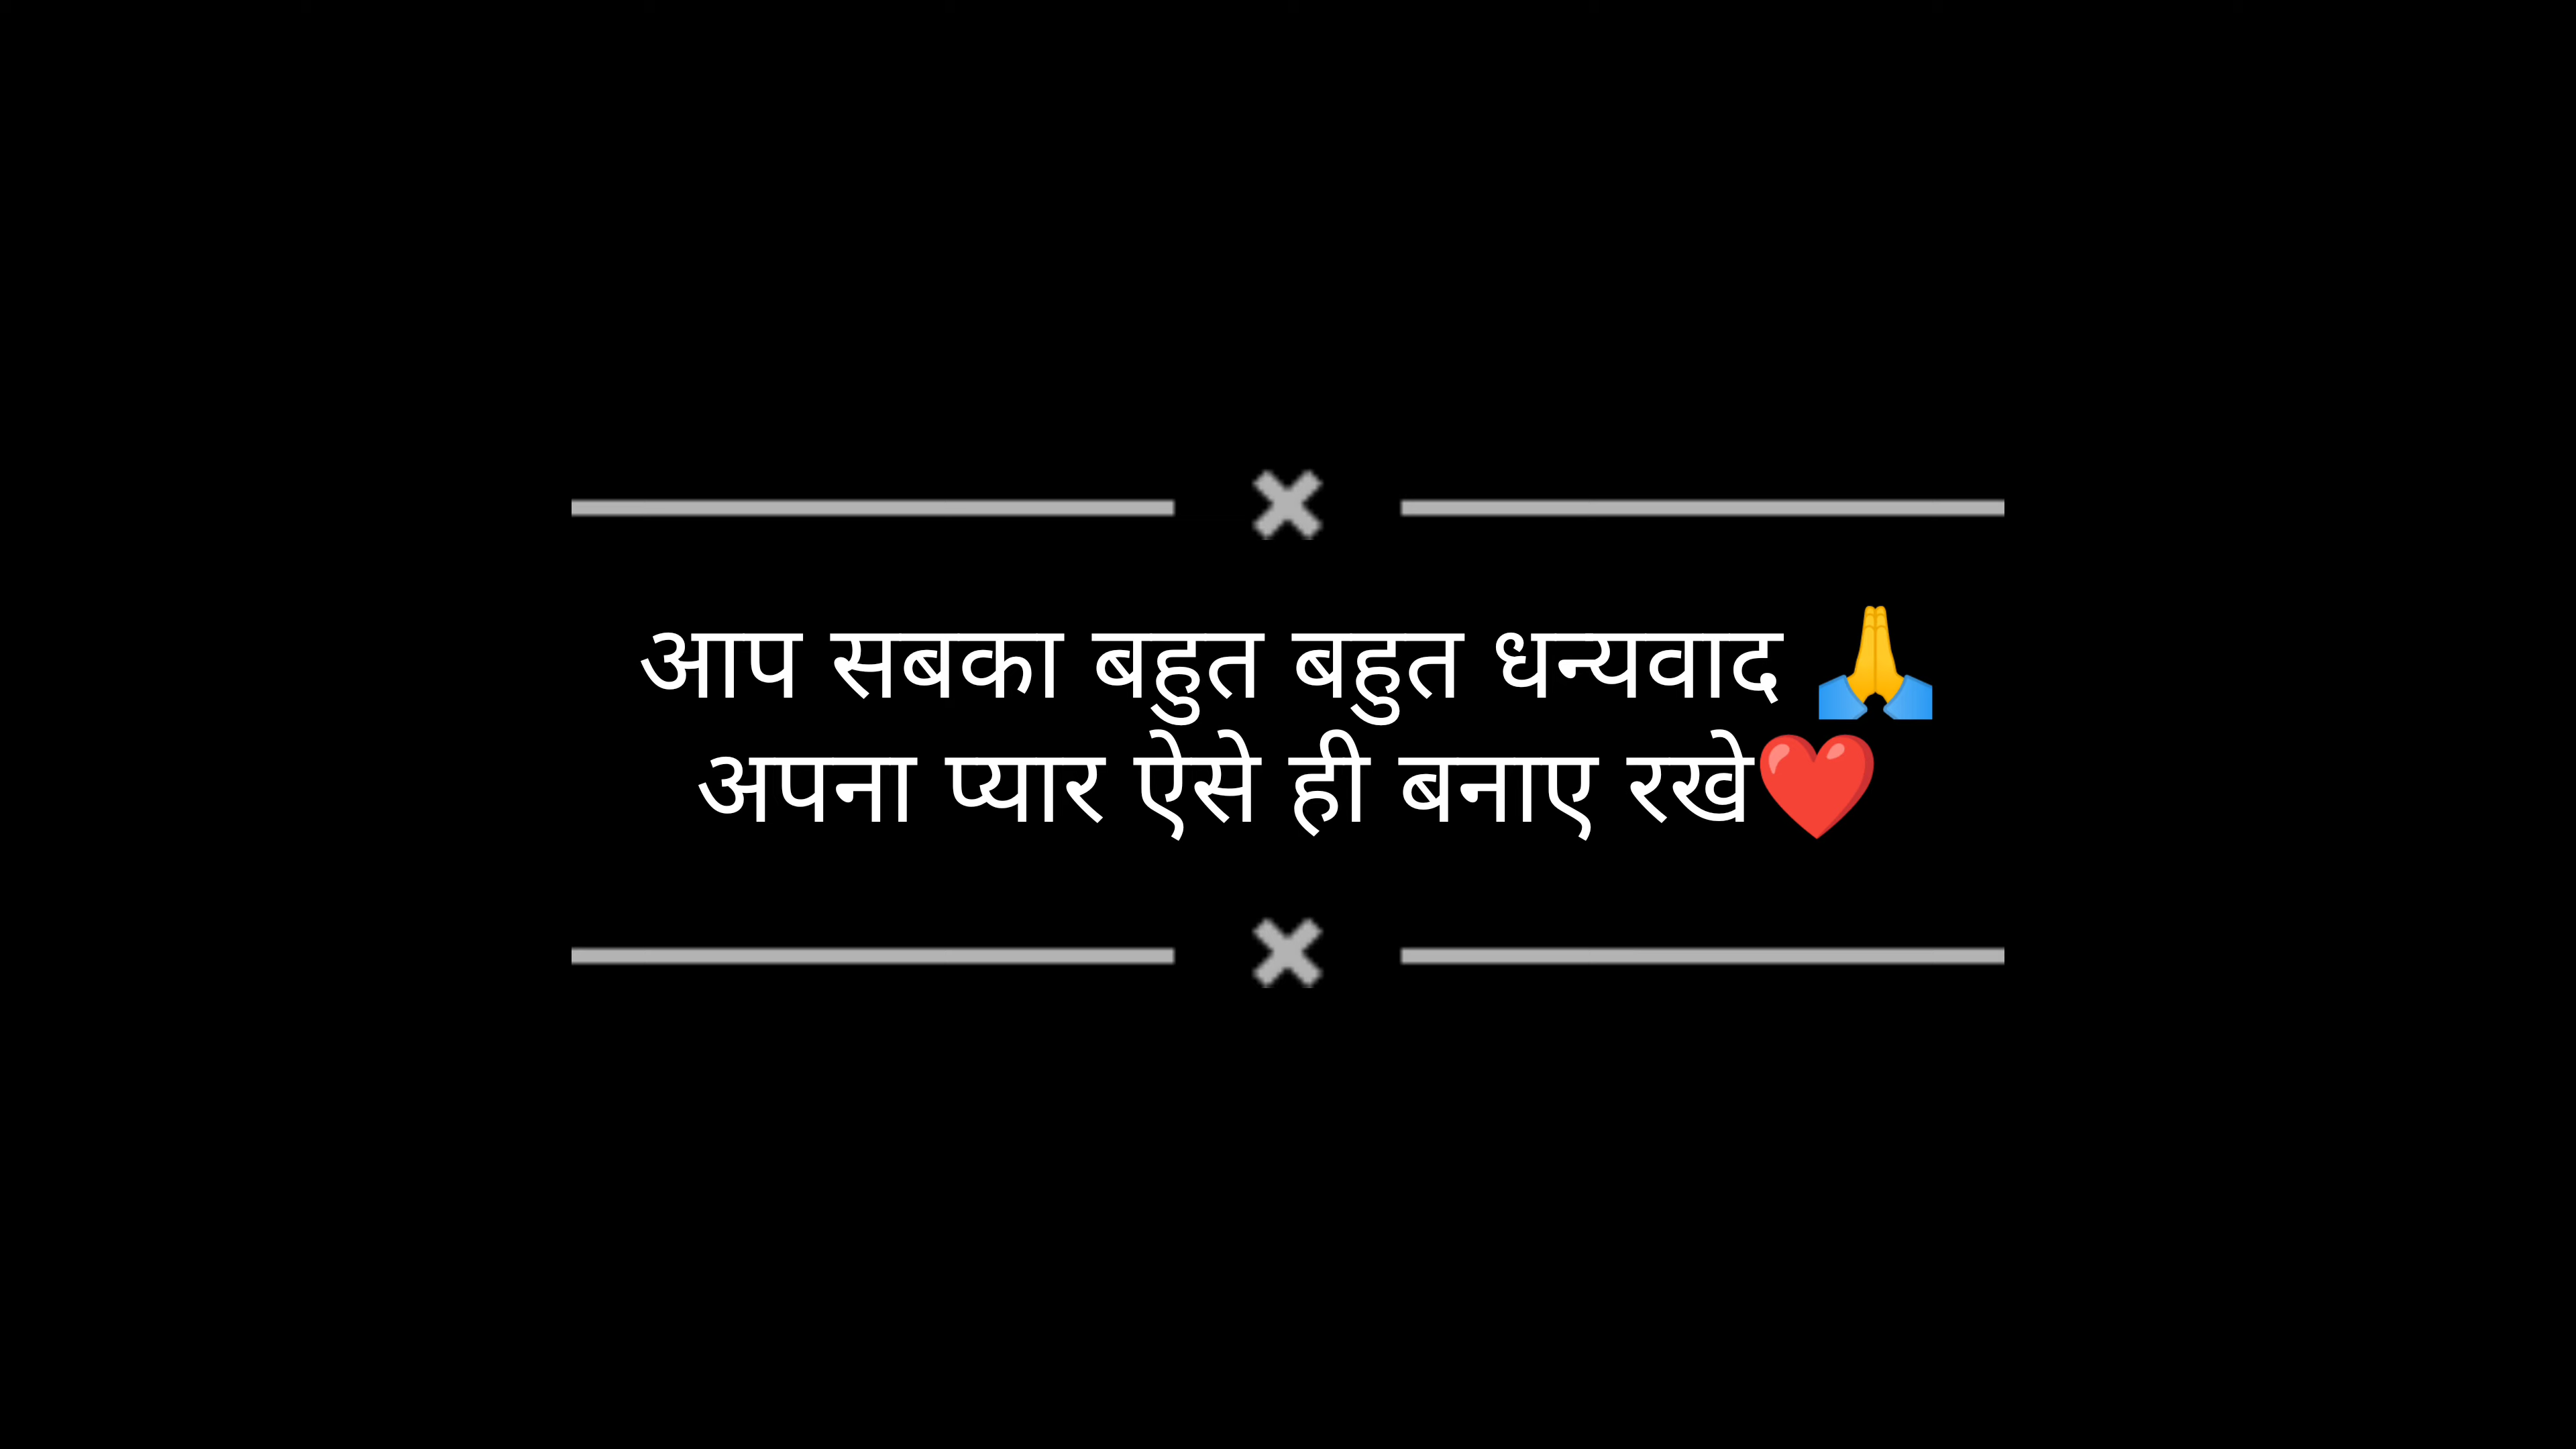 आप सबका बहुत बहुत धन्यवाद 🙏
अपना प्यार ऐसे ही बनाए रखे❤️